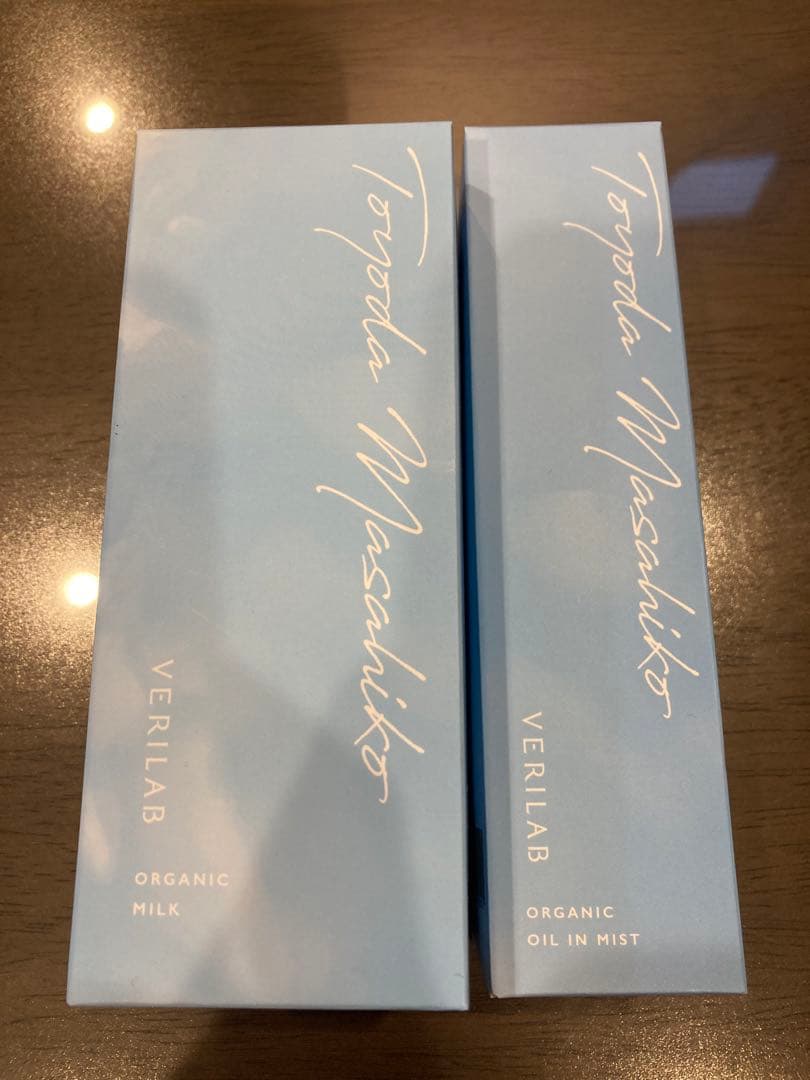 Toyoda Masahiko
VERILAB
ORGANIC
MILK
Toyoda Masahiko
VERILAB
ORGANIC
OIL IN MIST